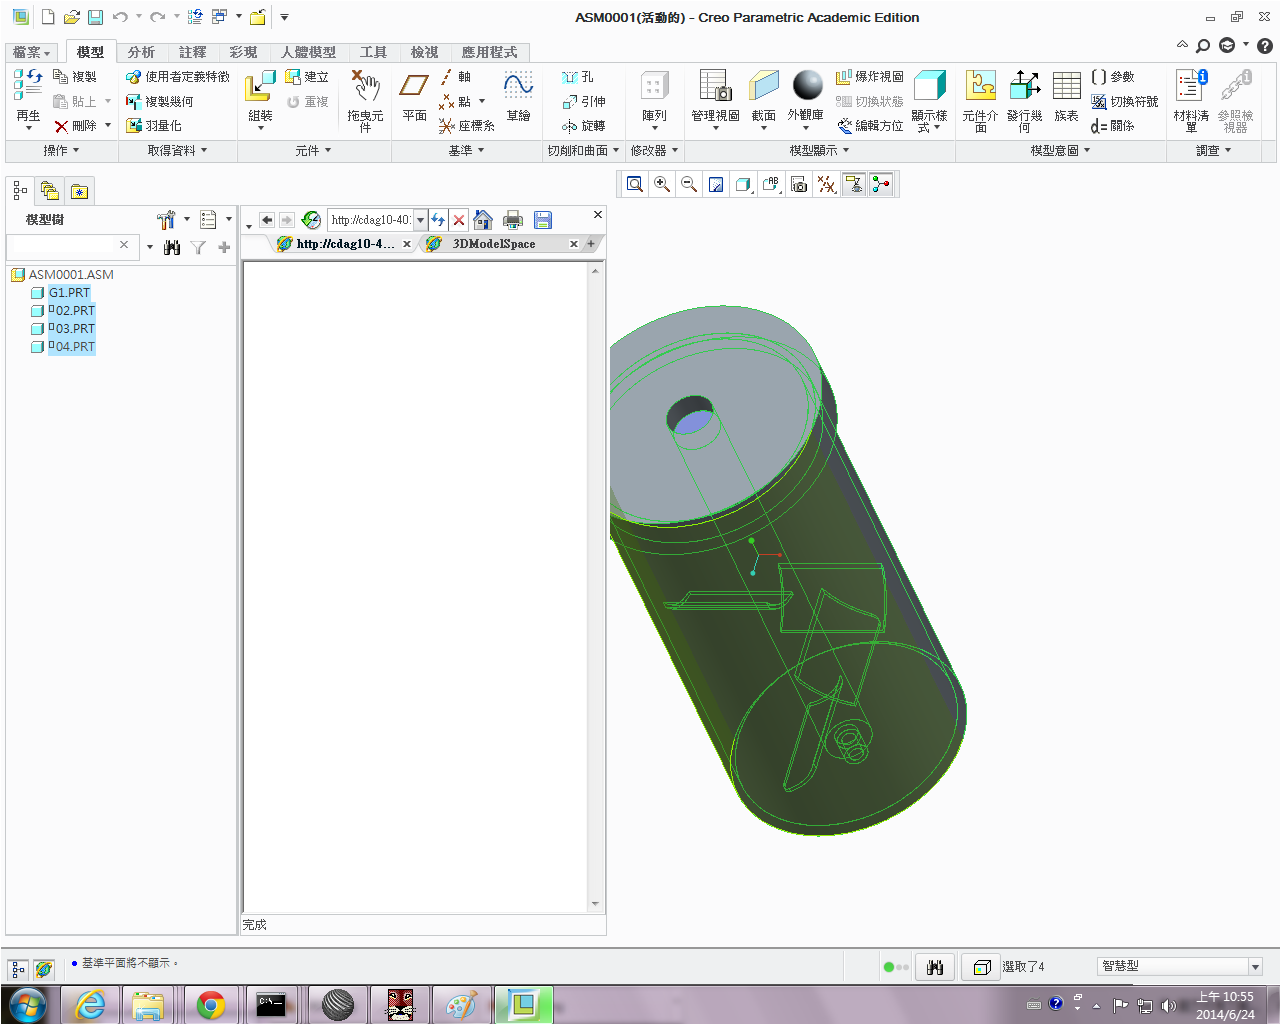 ASM0001(活動的) - Creo Parametric Academic Edition
檔案 模型 分析 註釋 彩現 人體模型 工具 檢視 應用程式
複製 使用者定義特徵 建立 軸 孔 爆炸視圖 參數
貼上 複製幾何 重複 點 引伸 切換狀態 切換符號
刪除 羽量化 座標系 旋轉 編輯方位 d= 關係
再生 組裝 拖曳元件 平面 草繪 陣列 管理視圖 截面 外觀庫 顯示樣式 元件介面 發行幾何 族表 材料清單 參照檢視器
操作 取得資料 元件 基準 切削和曲面 修改器 模型顯示 模型意圖 調查
模型樹
http://cdag10-40:
http://cdag10-4... 3DModelSpace
ASM0001.ASM
G1.PRT
02.PRT
03.PRT
04.PRT
完成
基準平面將不顯示。
選取了4
智慧型
上午 10:55
2014/6/24